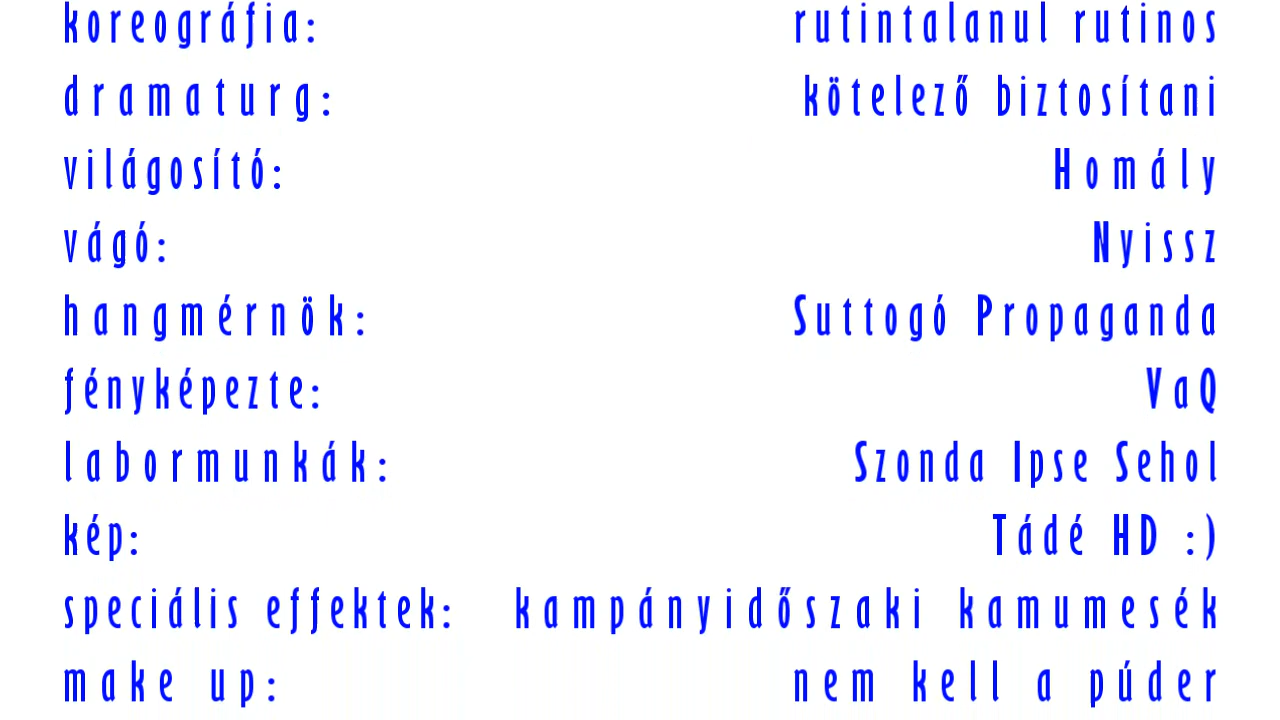 koreográfia: rutintalanul rutinos
dramaturg: kötelező biztosítani
világosító: Homály
vágó: Nyissz
hangmérnök: Suttogó Propaganda
fényképezte: VaQ
labormunkák: Szonda Ipse Sehol
kép: Tádé HD :)
speciális effektek: kampányidőszaki kamumesék
make up: nem kell a púder